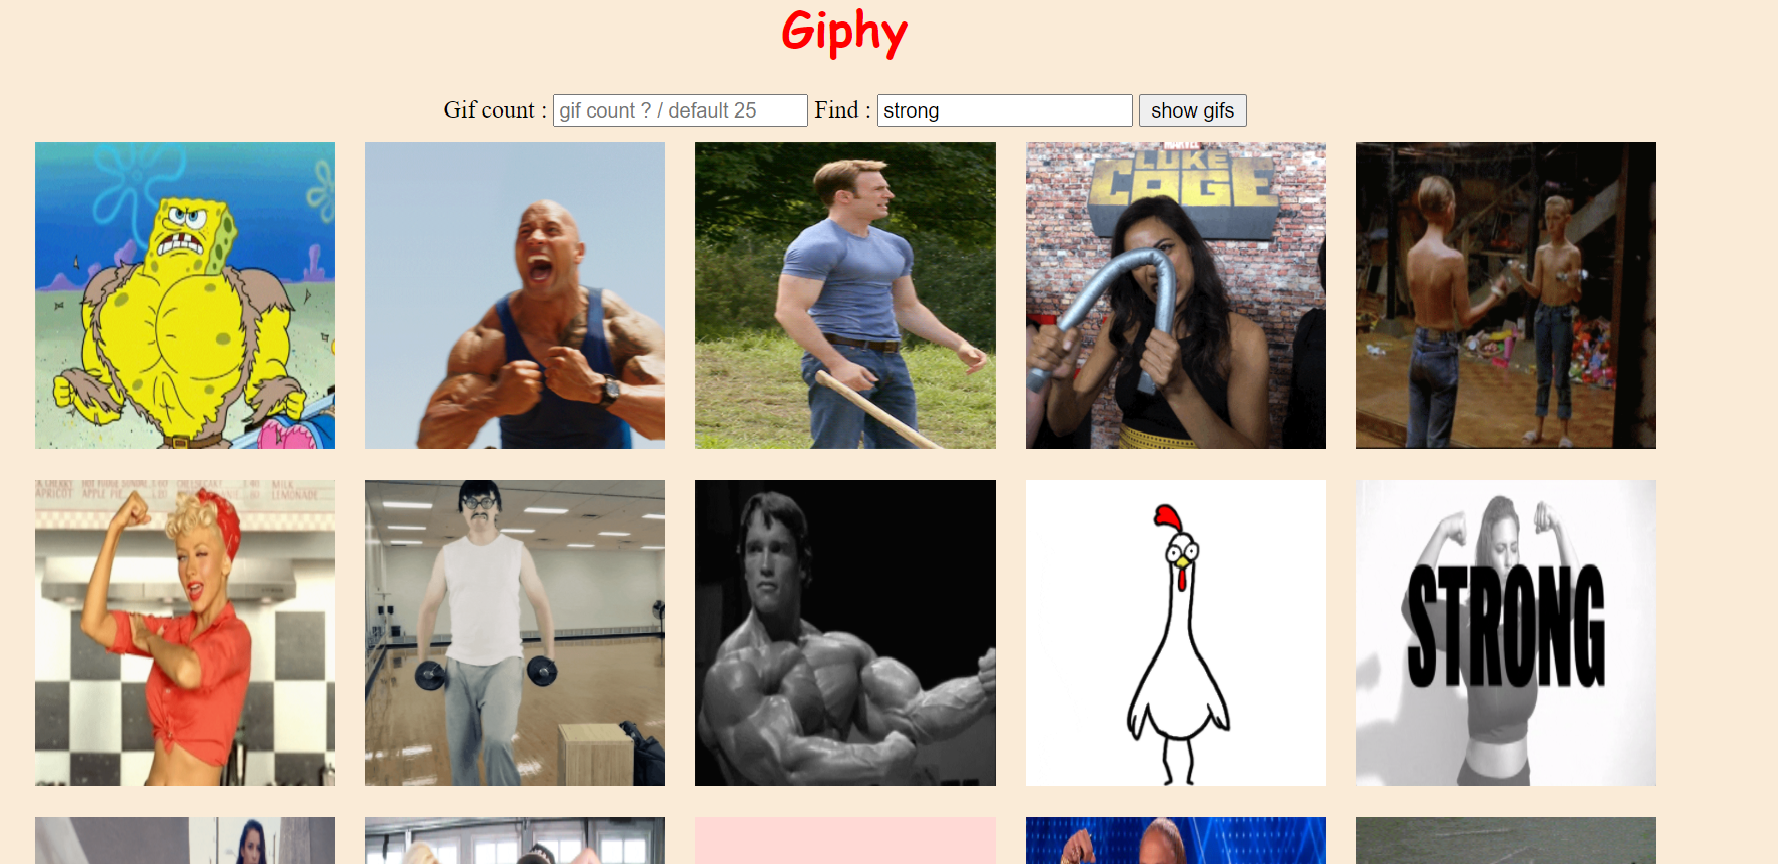 Giphy
Gif count : gif count ? / default 25 Find : strong show gifs
LUKE
CAGE
APRICOT APPLE PIE LEMONADE
STRONG